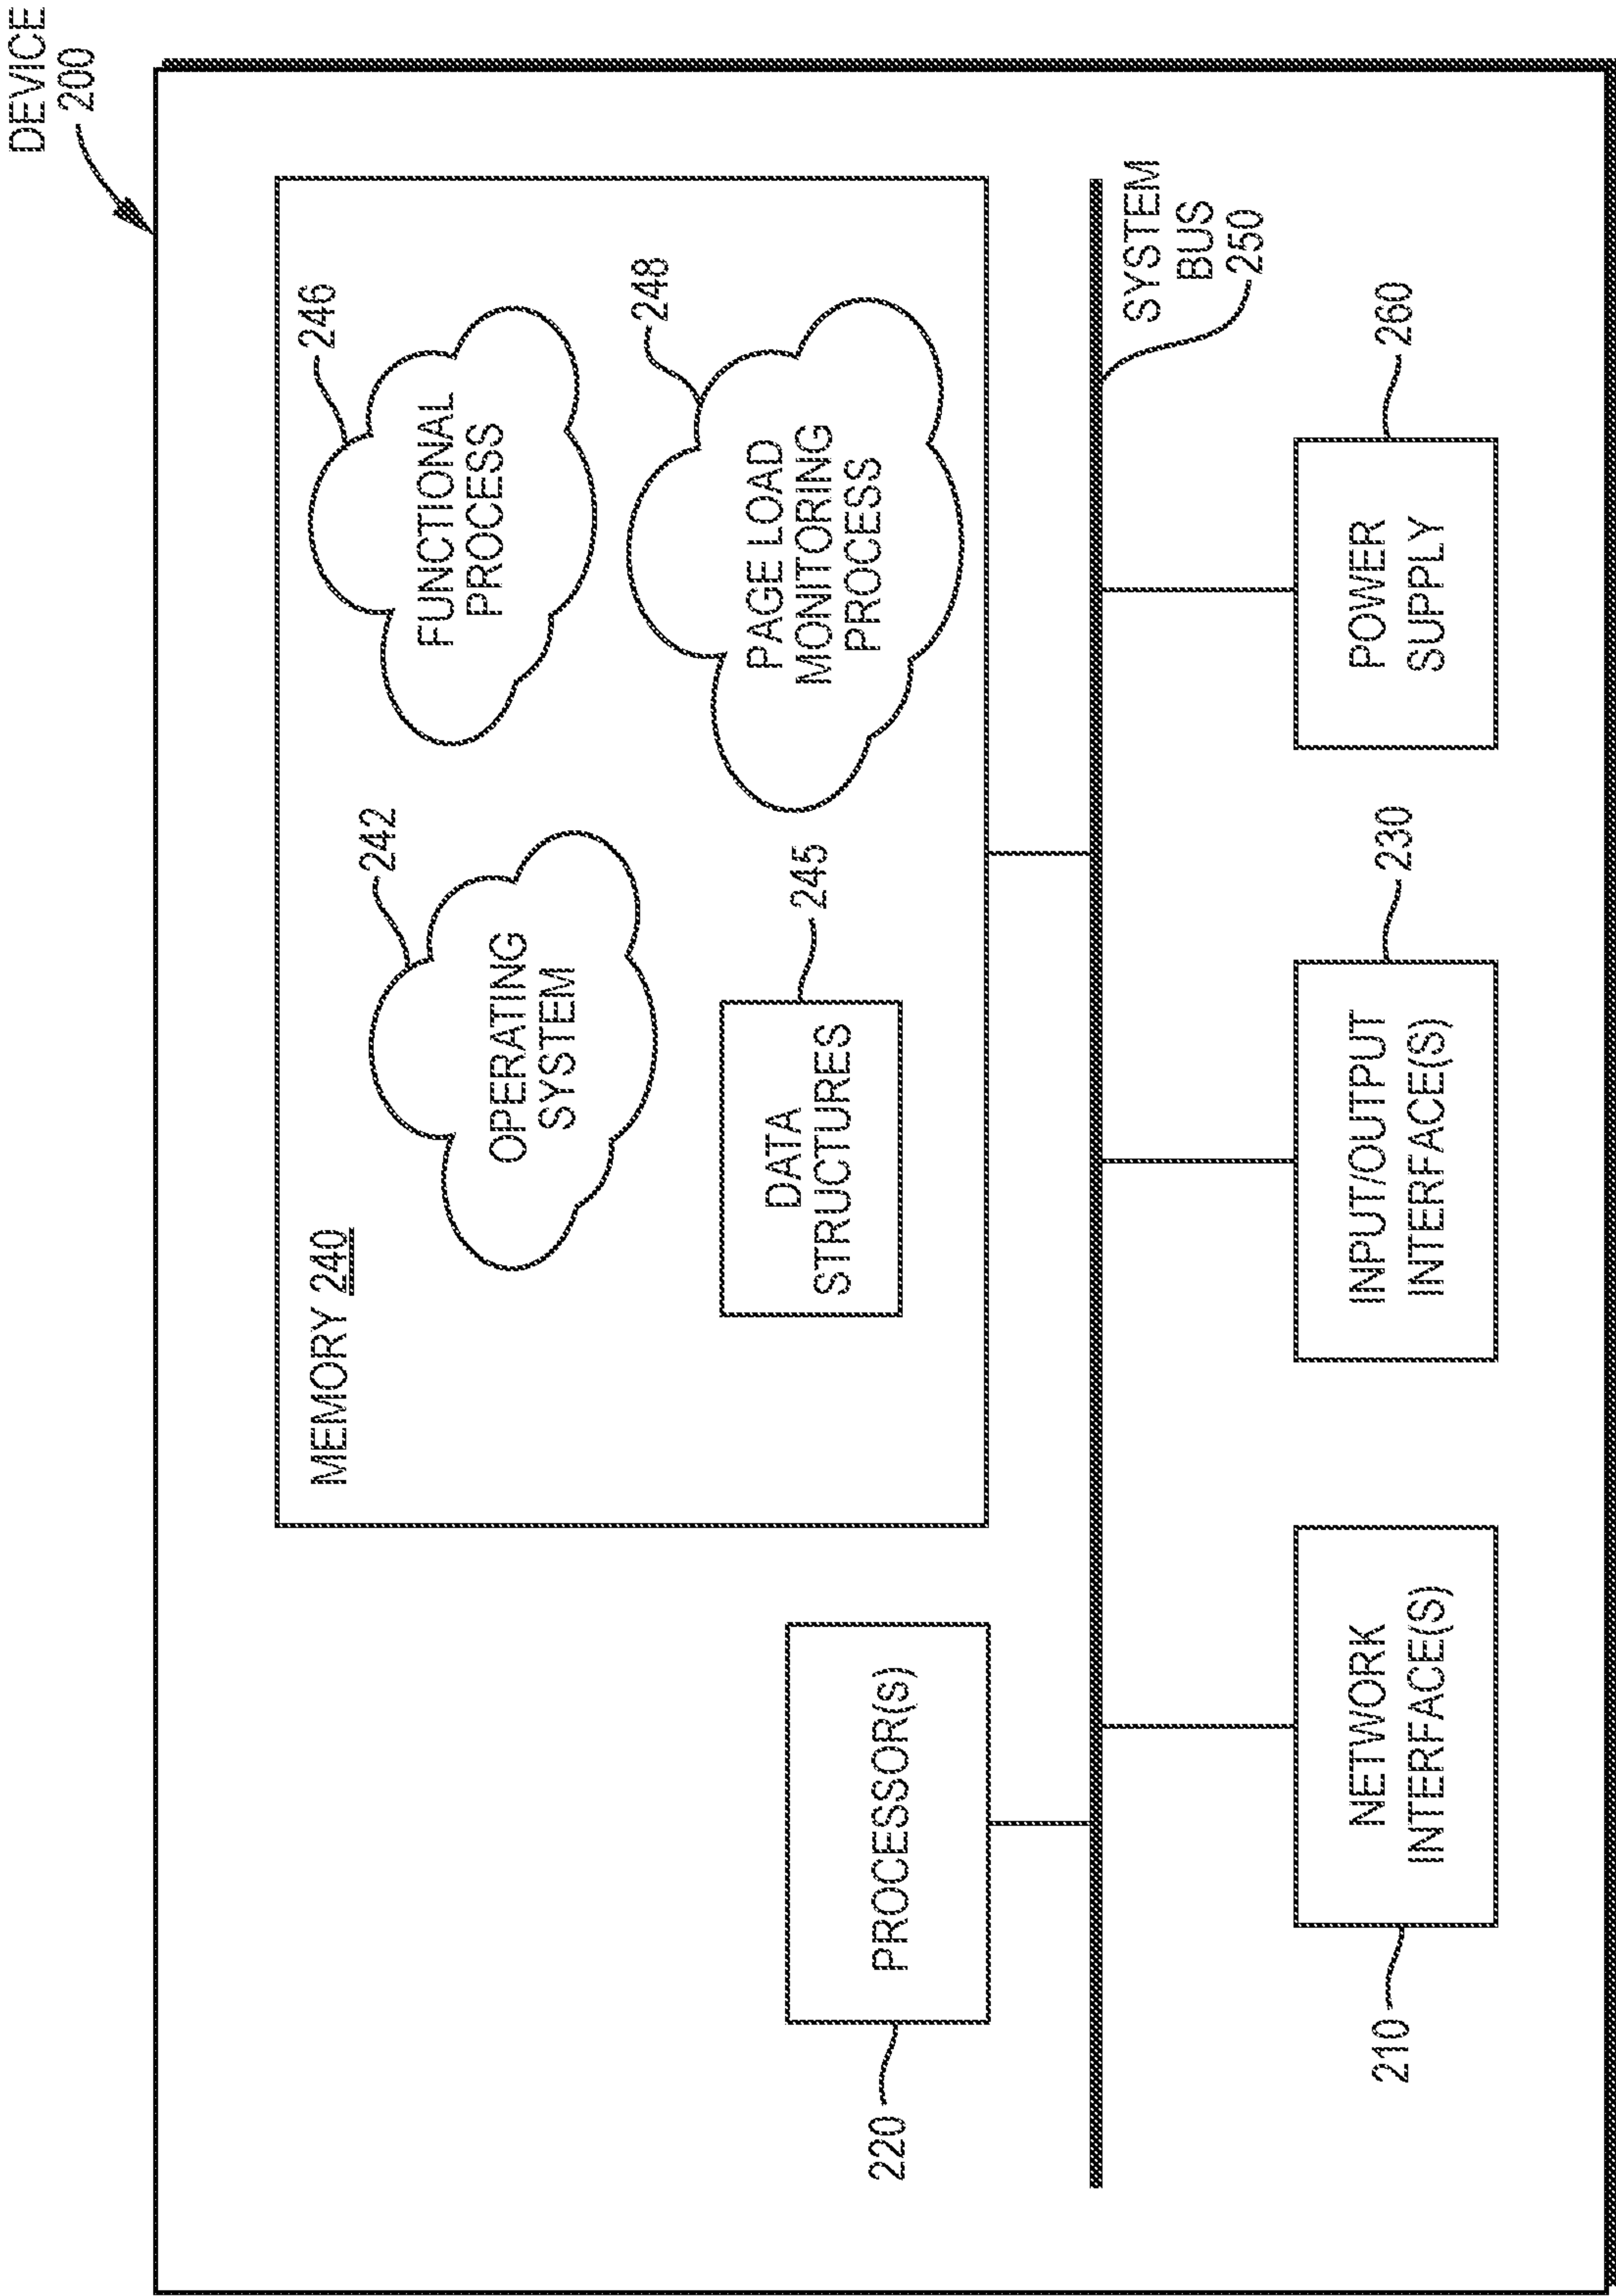 DEVICE
200
MEMORY 240
242
OPERATING
SYSTEM
246
FUNCTIONAL
PROCESS
DATA
STRUCTURES
245
248
PAGE LOAD
MONITORING
PROCESS
220
PROCESSOR(S)
SYSTEM
BUS
250
210
NETWORK
INTERFACE(S)
INPUT/OUTPUT
INTERFACE(S)
230
POWER
SUPPLY
260